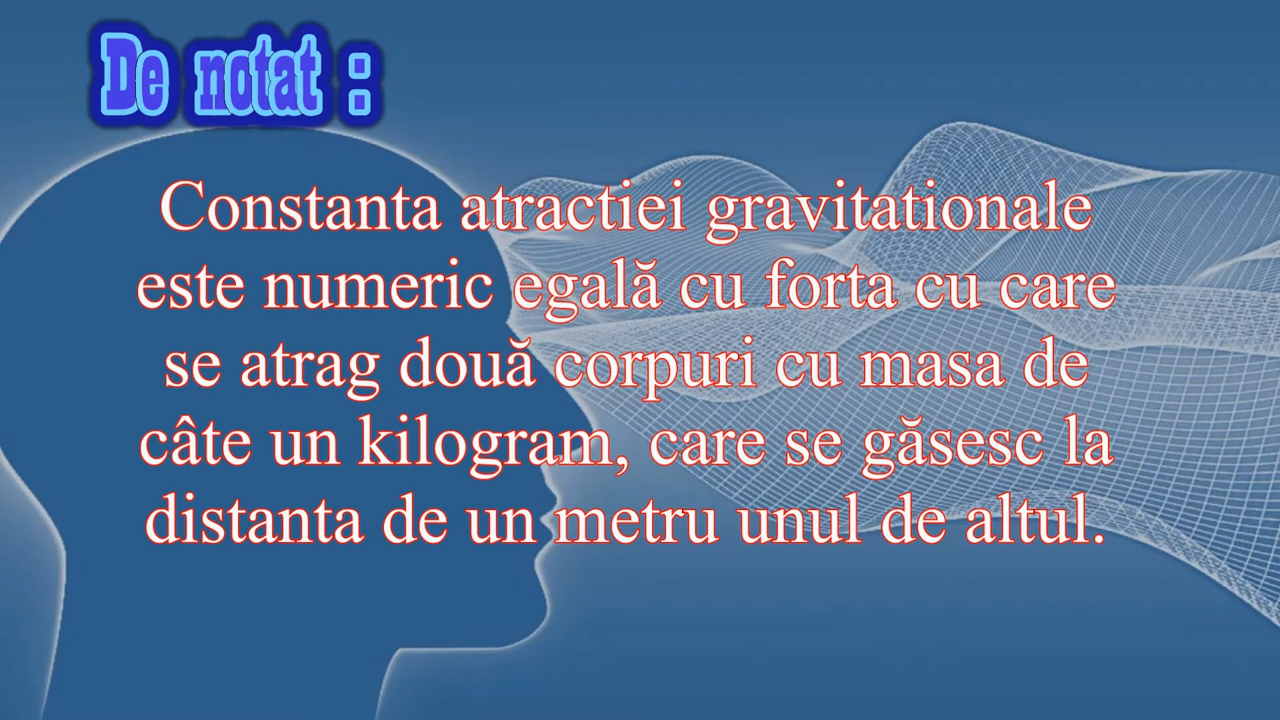 De notat :
Constanta atractiei gravitationale
este numeric egală cu forta cu care
se atrag două corpuri cu masa de
câte un kilogram, care se găsesc la
distanta de un metru unul de altul.